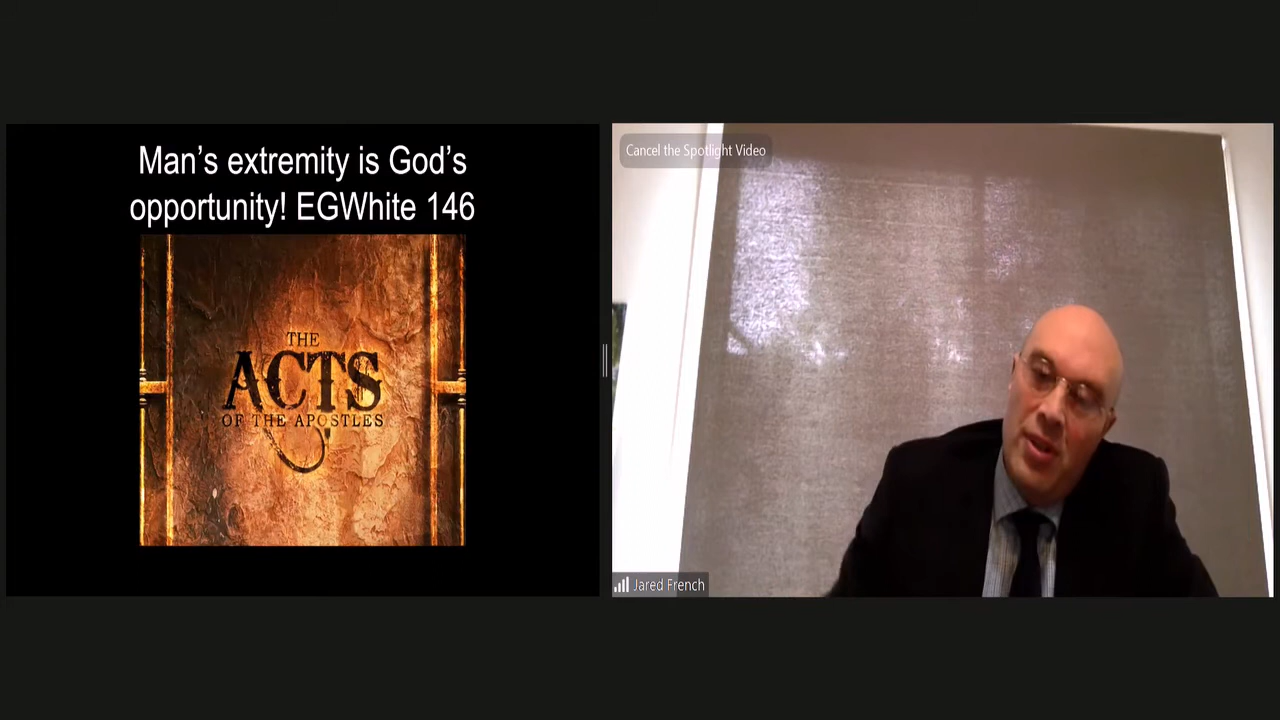 Man’s extremity is God’s
opportunity! EGWhite 146
THE
ACTS
OF THE APOSTLES
Cancel the Spotlight Video
Jared French